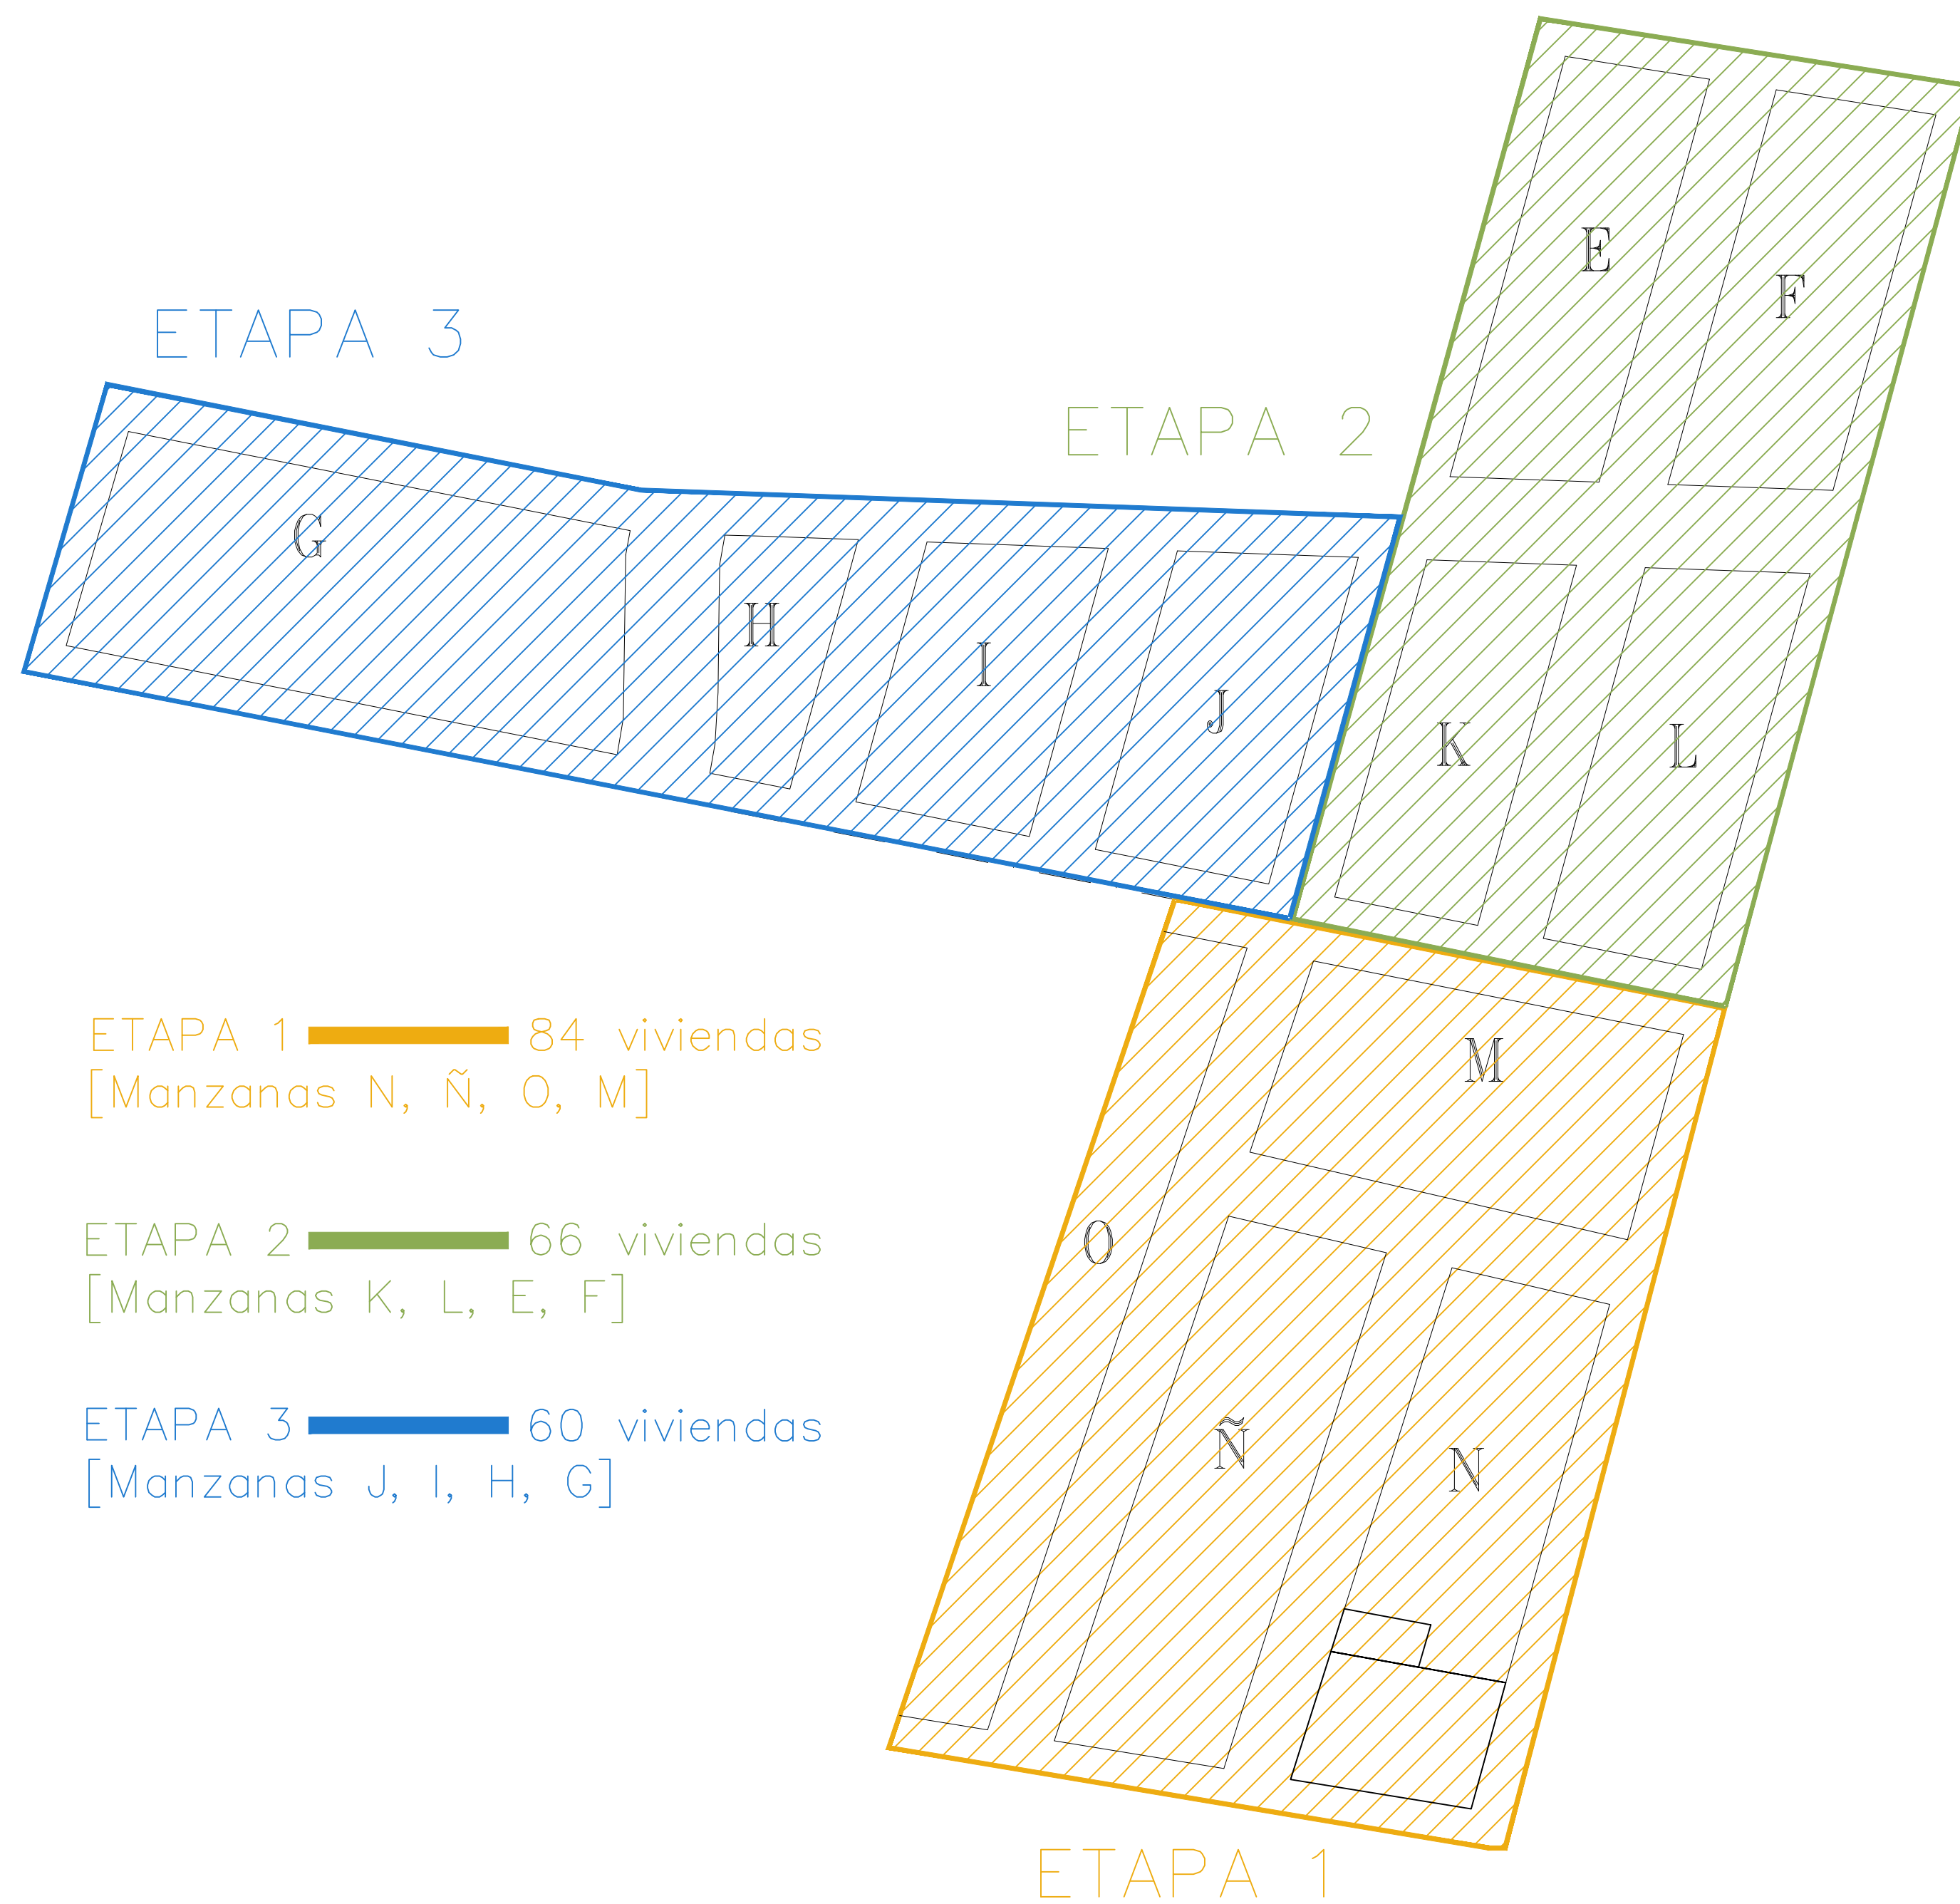 E
F
ETAPA 3
ETAPA 2
G
H
I
J
K
L
ETAPA 1 84 viviendas
[Manzanas N, Ñ, O, M]
M
O
ETAPA 2 66 viviendas
[Manzanas K, L, E, F]
ETAPA 3 60 viviendas
[Manzanas J, I, H, G]
Ñ
N
ETAPA 1